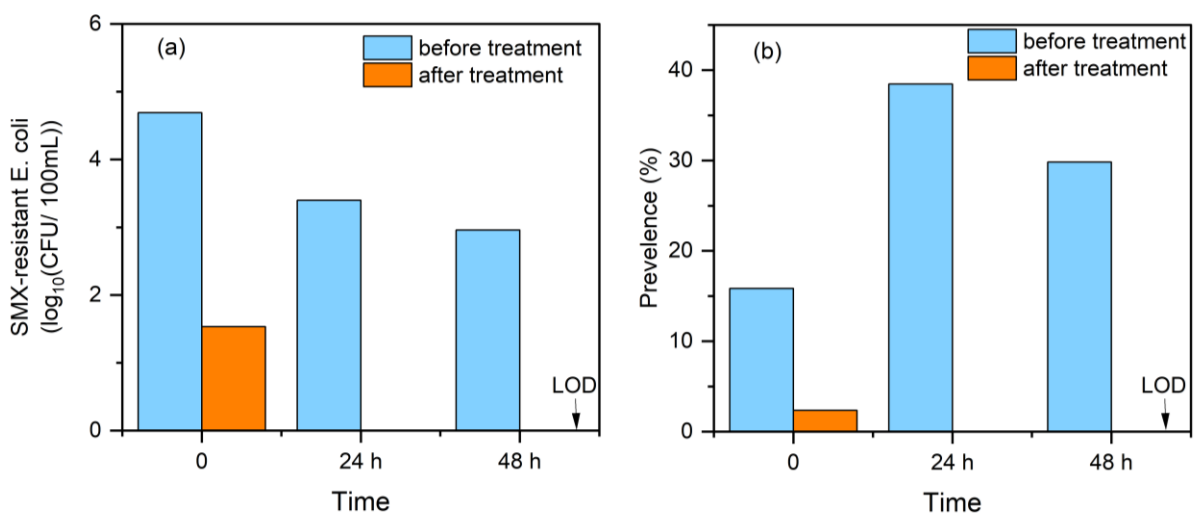 (a)
before treatment
after treatment
SMX-resistant E. coli
(log₁₀(CFU/ 100mL))
6
4
2
0
LOD
0
24 h
48 h
Time
(b)
before treatment
after treatment
Prevelence (%)
40
30
20
10
0
LOD
0
24 h
48 h
Time